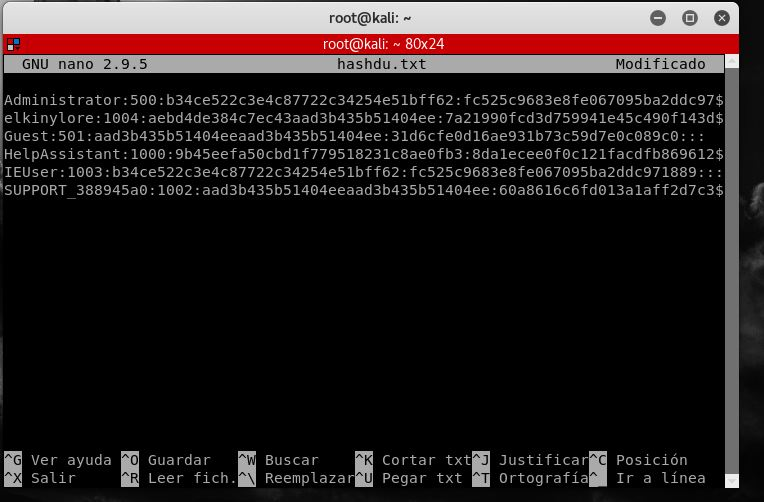 root@kali: ~
root@kali: ~ 80x24
GNU nano 2.9.5 hashdu.txt Modificado
Administrator:500:b34ce522c3e4c87722c34254e51bff62:fc525c9683e8fe067095ba2ddc97$
elkinylore:1004:aebd4de384c7ec43aad3b435b51404ee:7a21990fcd3d759941e45c490f143d$
Guest:501:aad3b435b51404eeaad3b435b51404ee:31d6cfe0d16ae931b73c59d7e0c089c0:::
HelpAssistant:1000:9b45eefa50cbd1f779518231c8ae0fb3:8da1ecee0f0c121facdfb869612$
IEUser:1003:b34ce522c3e4c87722c34254e51bff62:fc525c9683e8fe067095ba2ddc971889:::
SUPPORT_388945a0:1002:aad3b435b51404eeaad3b435b51404ee:60a8616c6fd013a1aff2d7c3$
^G Ver ayuda ^O Guardar ^W Buscar ^K Cortar txt ^J Justificar ^C Posición
^X Salir ^R Leer fich. ^\ Reemplazar ^U Pegar txt ^T Ortografía ^_ Ir a línea